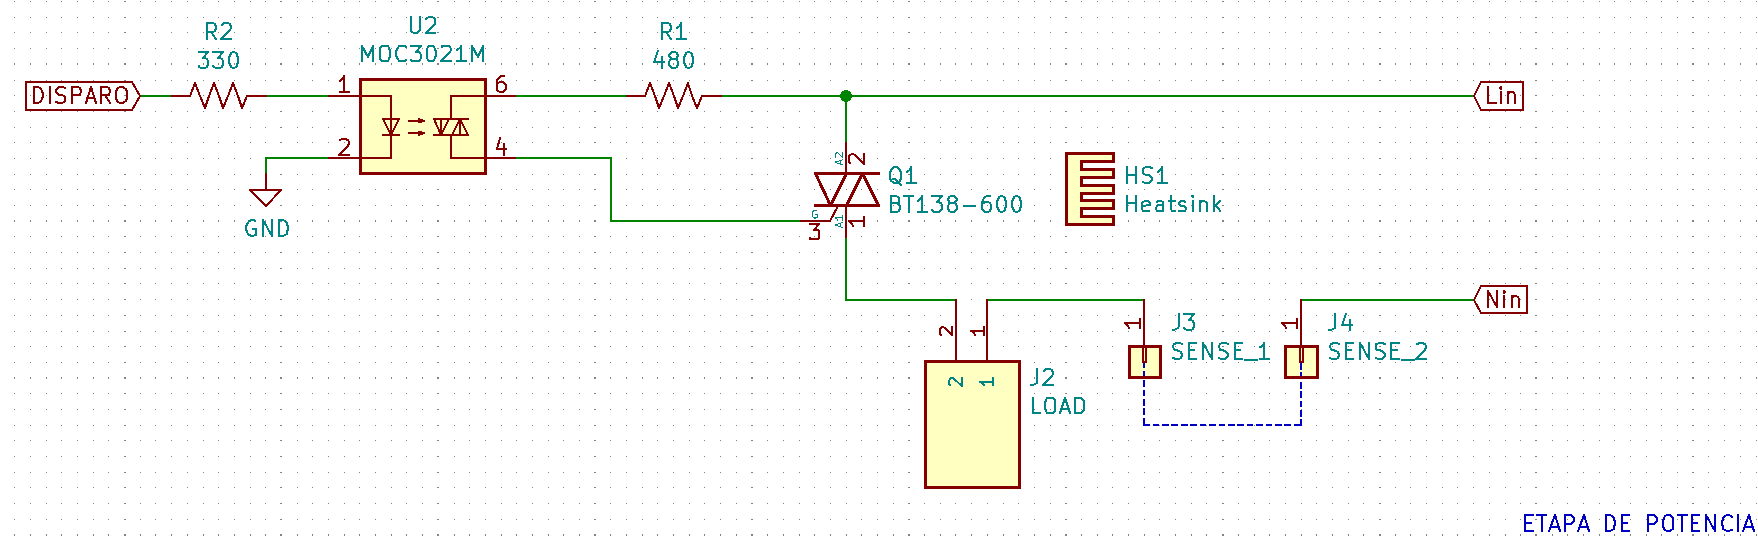 DISPARO
R2
330
U2
MOC3021M
1
2
6
4
GND
R1
480
Lin
A2
2
Q1
BT138-600
G
3
A1
1
HS1
Heatsink
Nin
2
1
2
1
J2
LOAD
1
J3
SENSE_1
1
J4
SENSE_2
ETAPA DE POTENCIA